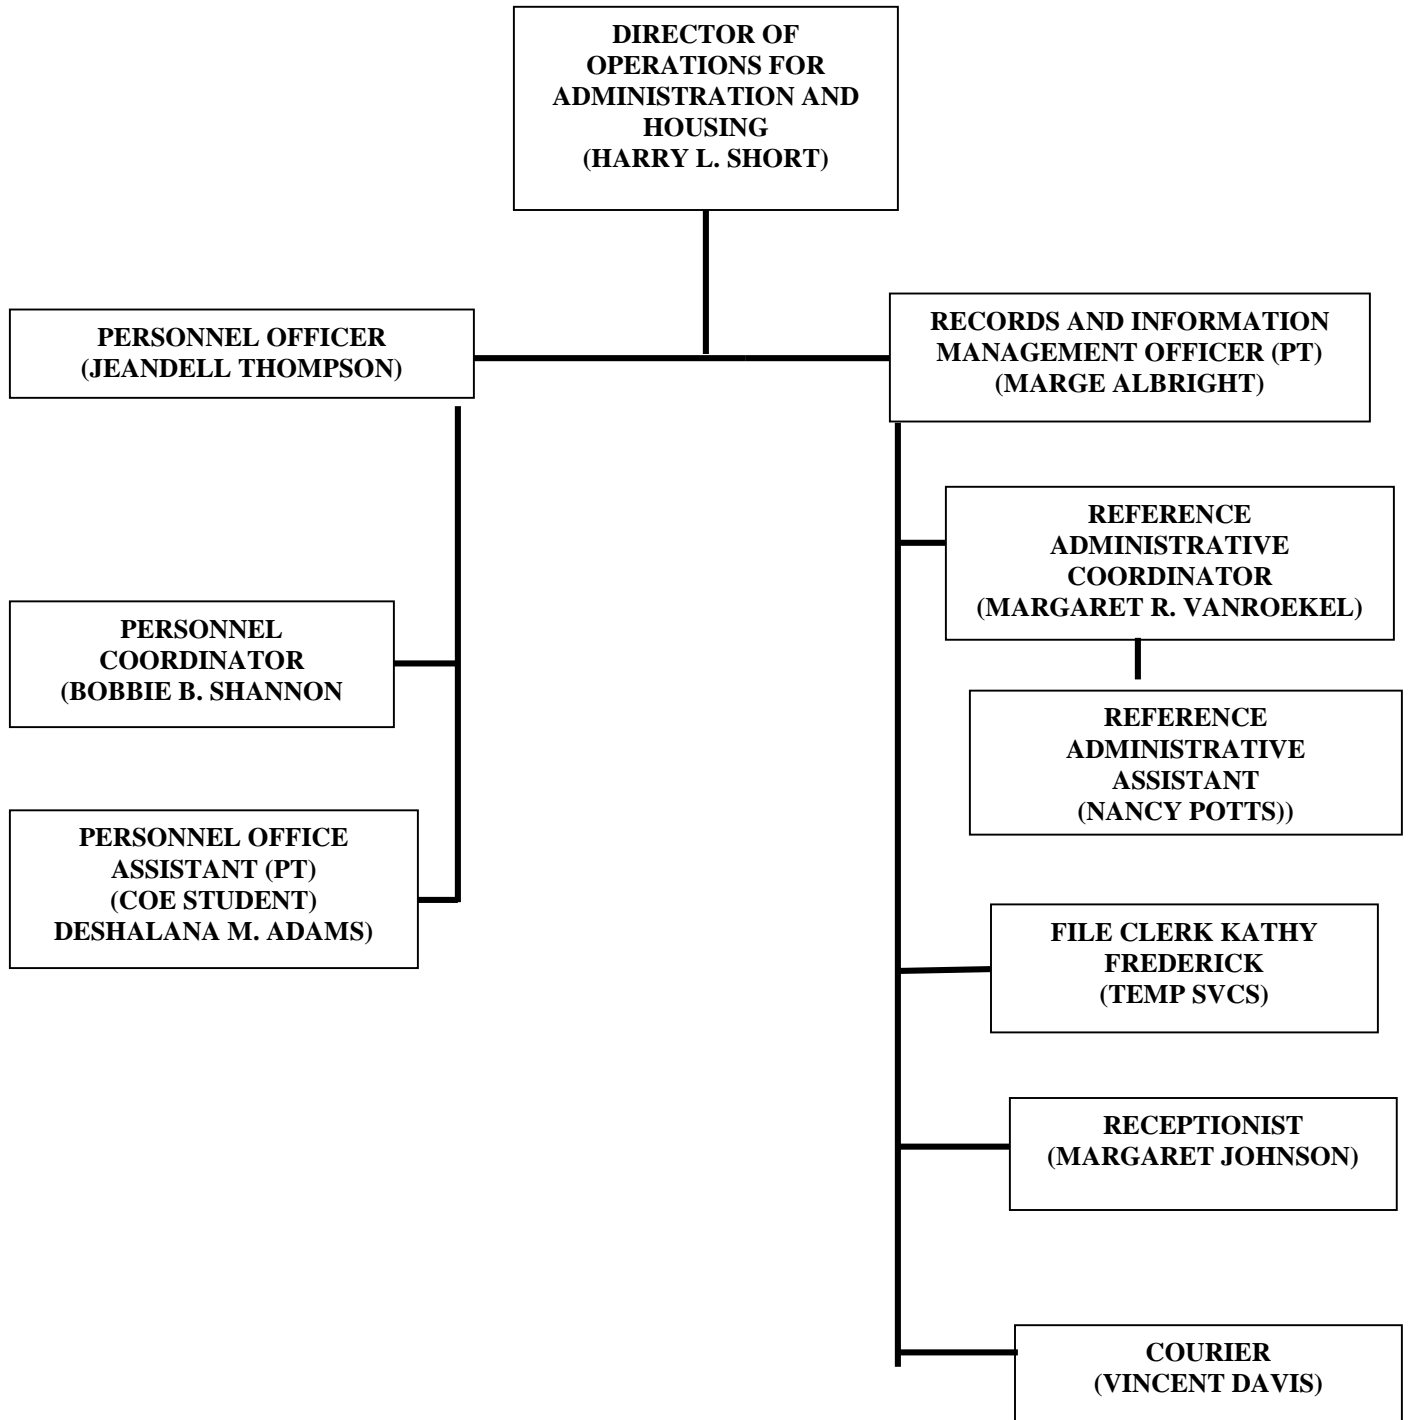 DIRECTOR OF
OPERATIONS FOR
ADMINISTRATION AND
HOUSING
(HARRY L. SHORT)
PERSONNEL OFFICER
(JEANDELL THOMPSON)
RECORDS AND INFORMATION
MANAGEMENT OFFICER (PT)
(MARGE ALBRIGHT)
REFERENCE
ADMINISTRATIVE
COORDINATOR
(MARGARET R. VANROEKEL)
PERSONNEL
COORDINATOR
(BOBBIE B. SHANNON
REFERENCE
ADMINISTRATIVE
ASSISTANT
(NANCY POTTS))
PERSONNEL OFFICE
ASSISTANT (PT)
(COE STUDENT)
DESHALANA M. ADAMS)
FILE CLERK KATHY
FREDERICK
(TEMP SVCS)
RECEPTIONIST
(MARGARET JOHNSON)
COURIER
(VINCENT DAVIS)